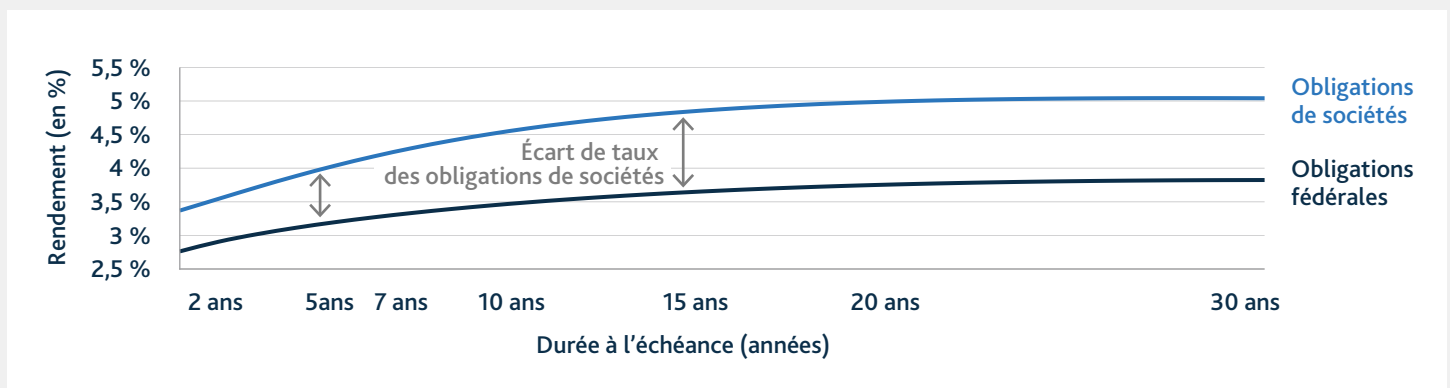 Rendement (en %)
5,5 %
5 %
4,5 %
4 %
3,5 %
3 %
2,5 %
Écart de taux
des obligations de sociétés
Obligations
de sociétés
Obligations
fédérales
2 ans
5ans
7 ans
10 ans
15 ans
20 ans
30 ans
Durée à l’échéance (années)